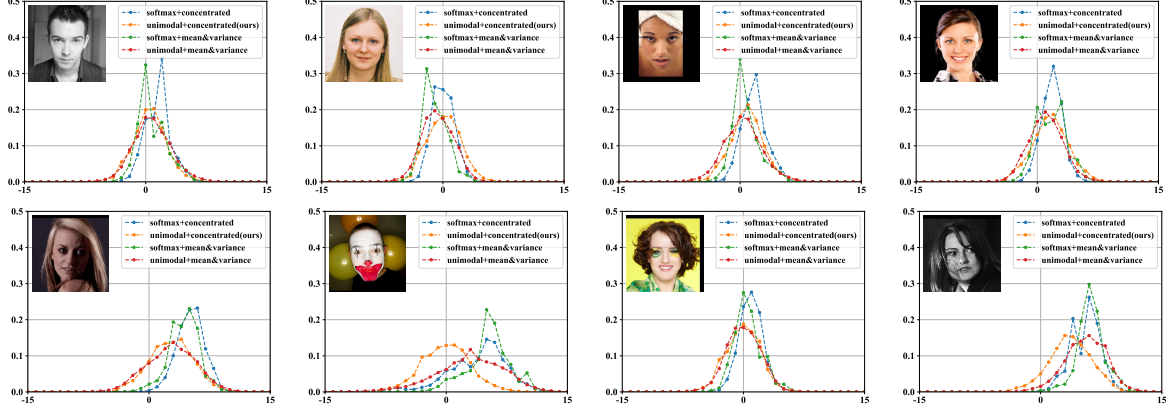 0.5
0.4
0.3
0.2
0.1
0.0
-15
0
15
softmax+concentrated
unimodal+concentrated(ours)
softmax+mean&variance
unimodal+mean&variance
0.5
0.4
0.3
0.2
0.1
0.0
-15
0
15
softmax+concentrated
unimodal+concentrated(ours)
softmax+mean&variance
unimodal+mean&variance
0.5
0.4
0.3
0.2
0.1
0.0
-15
0
15
softmax+concentrated
unimodal+concentrated(ours)
softmax+mean&variance
unimodal+mean&variance
0.5
0.4
0.3
0.2
0.1
0.0
-15
0
15
softmax+concentrated
unimodal+concentrated(ours)
softmax+mean&variance
unimodal+mean&variance
0.5
0.4
0.3
0.2
0.1
0.0
-15
0
15
softmax+concentrated
unimodal+concentrated(ours)
softmax+mean&variance
unimodal+mean&variance
0.5
0.4
0.3
0.2
0.1
0.0
-15
0
15
softmax+concentrated
unimodal+concentrated(ours)
softmax+mean&variance
unimodal+mean&variance
0.5
0.4
0.3
0.2
0.1
0.0
-15
0
15
softmax+concentrated
unimodal+concentrated(ours)
softmax+mean&variance
unimodal+mean&variance
0.5
0.4
0.3
0.2
0.1
0.0
-15
0
15
softmax+concentrated
unimodal+concentrated(ours)
softmax+mean&variance
unimodal+mean&variance